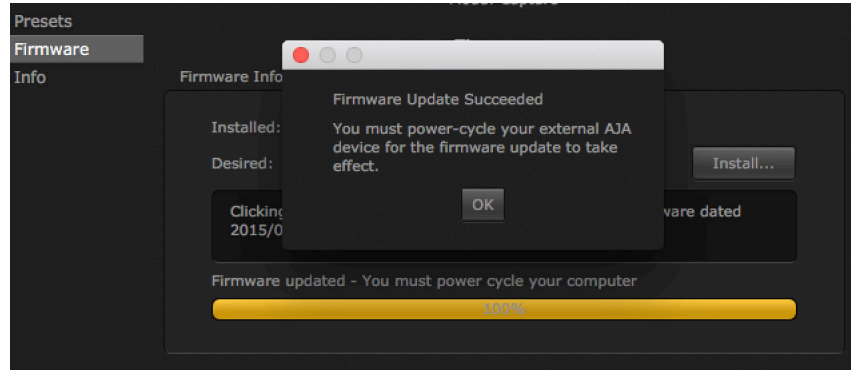 Presets
Firmware
Info
Firmware Info
Firmware Update Succeeded
You must power-cycle your external AJA
device for the firmware update to take
effect.
OK
Installed:
Desired:
Install...
Clicking ware dated
2015/0
Firmware updated - You must power cycle your computer
100%